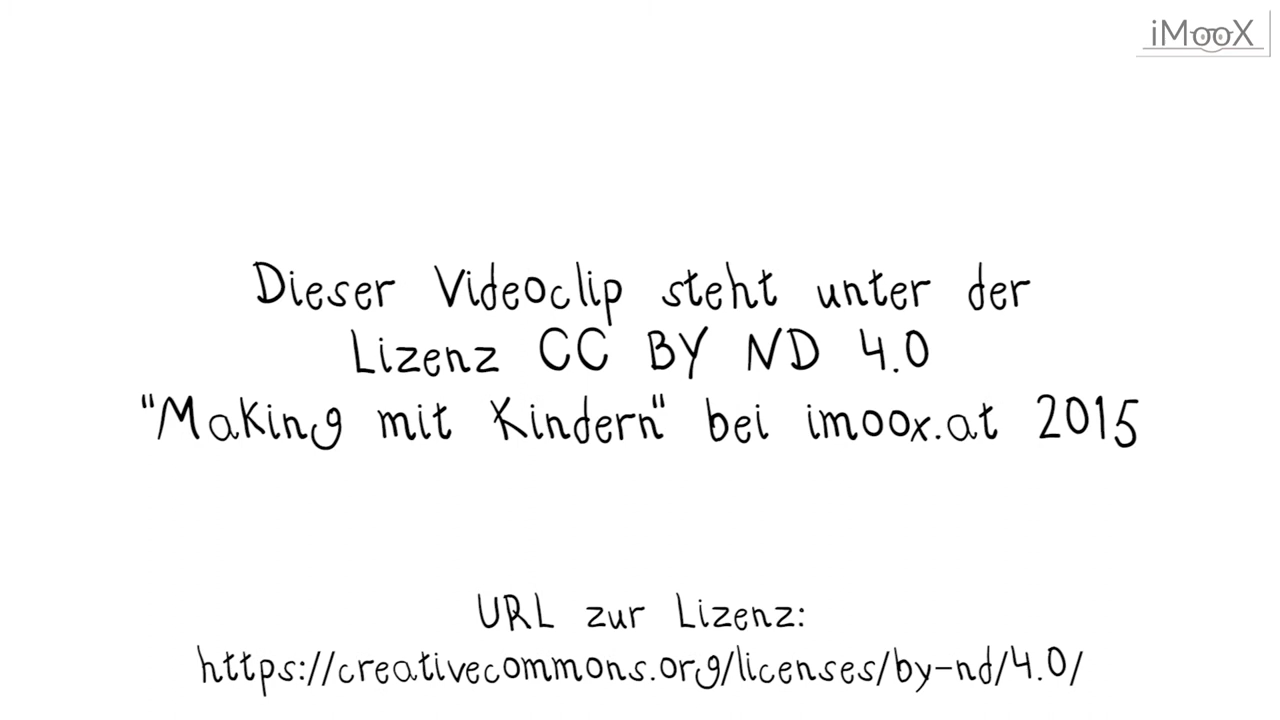 iMooX
Dieser Videoclip steht unter der
Lizenz CC BY ND 4.0
"Making mit Kindern" bei imoox.at 2015
URL zur Lizenz:
https://creativecommons.org/licenses/by-nd/4.0/